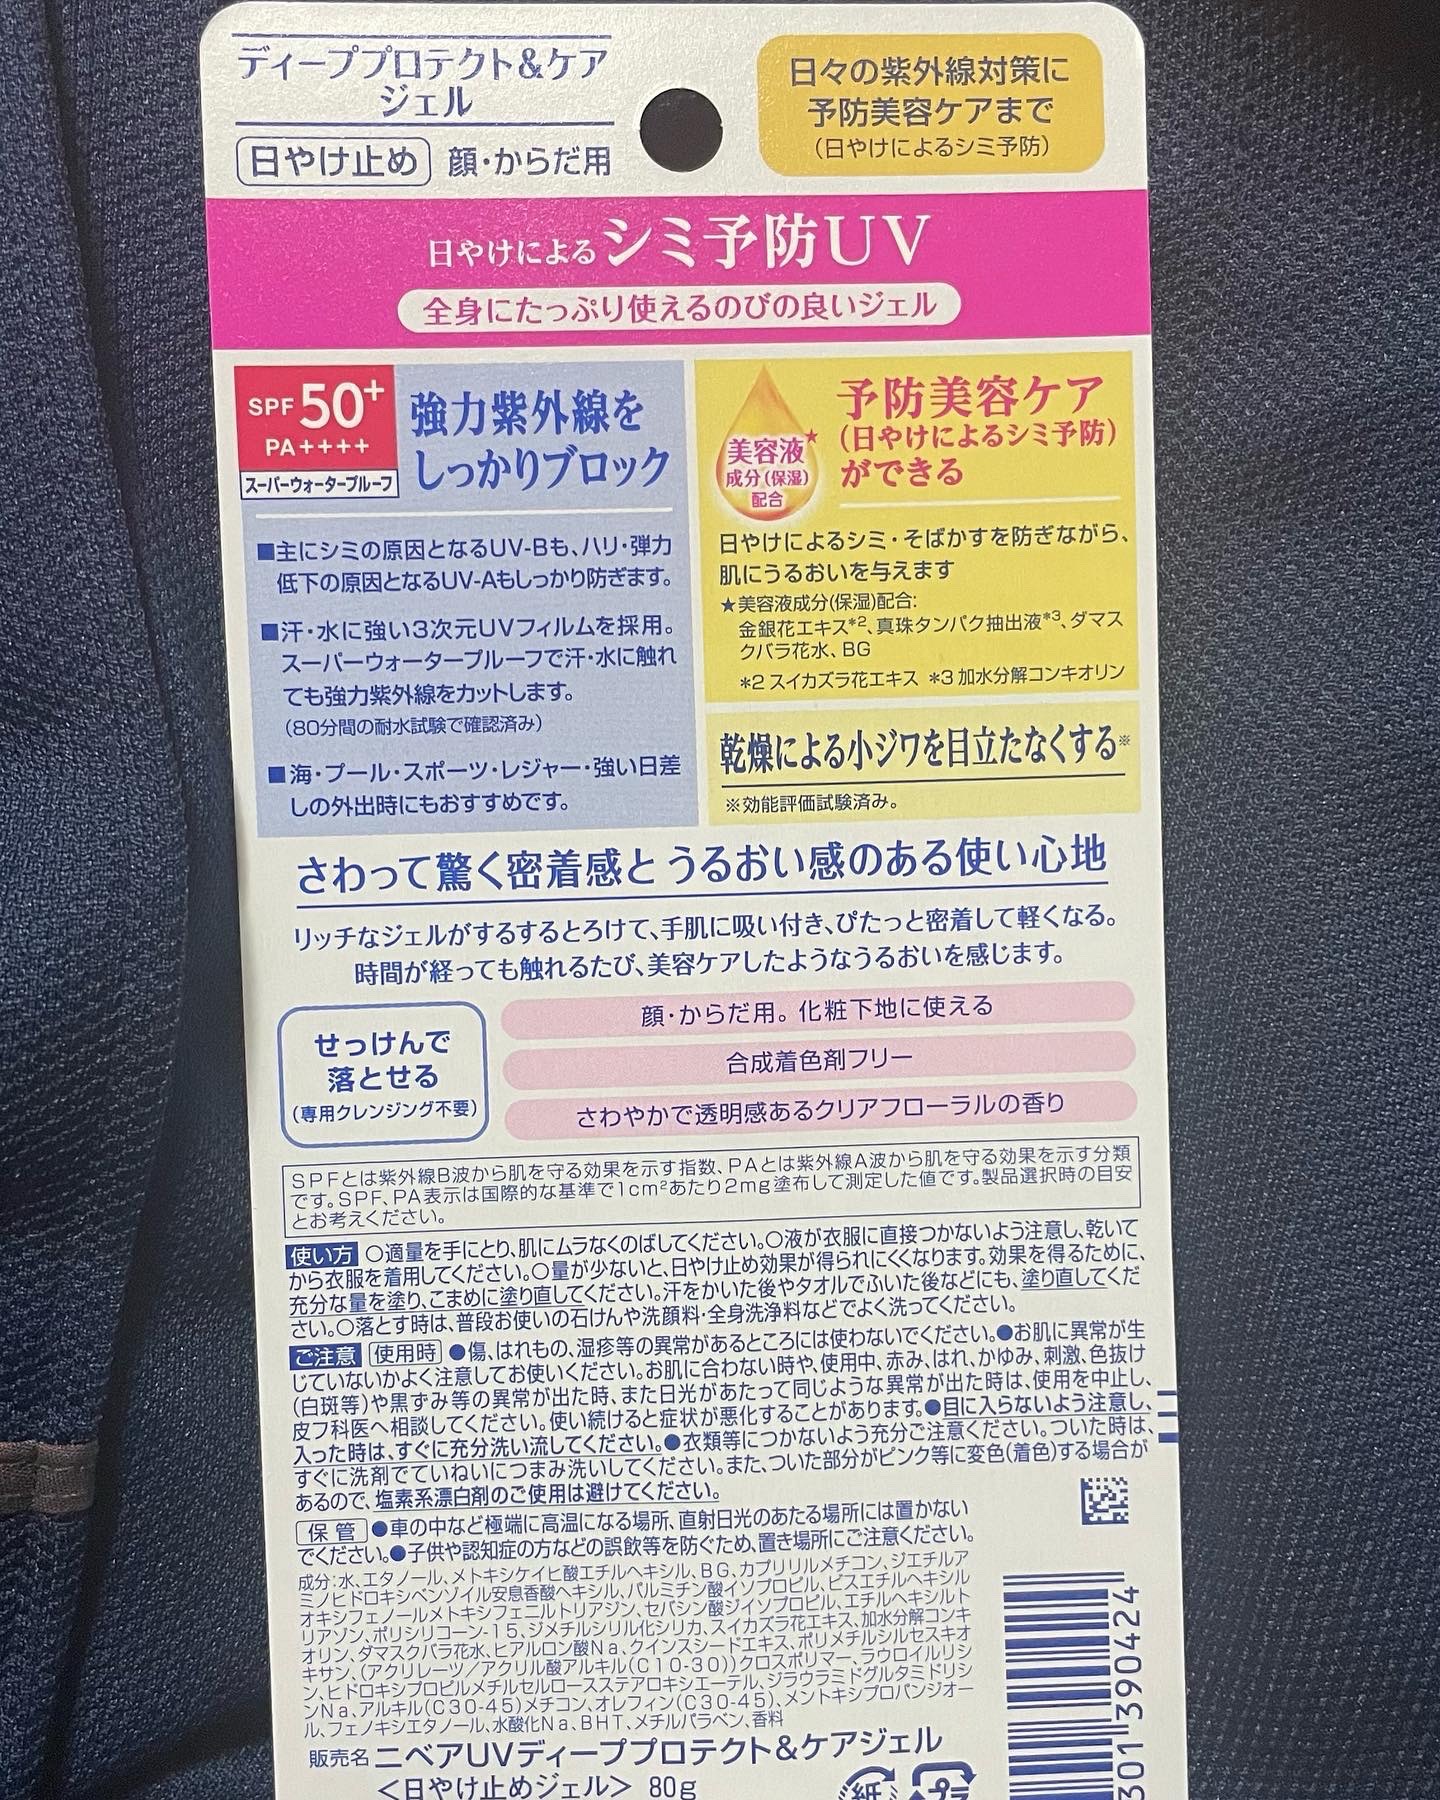 ディーププロテクト&ケア
ジェル
日やけ止め 顔・からだ用
日々の紫外線対策に
予防美容ケアまで
(日やけによるシミ予防)
日やけによるシミ予防UV
全身にたっぷり使えるのびの良いジェル
SPF50+
PA++++
スーパーウォータープルーフ
強力紫外線を
しっかりブロック
■主にシミの原因となるUV-Bも、ハリ・弾力
低下の原因となるUV-Aもしっかり防ぎます。
■汗・水に強い3次元UVフィルムを採用。
スーパーウォータープルーフで汗・水に触れ
ても強力紫外線をカットします。
(80分間の耐水試験で確認済み)
■海・プール・スポーツ・レジャー・強い日差
しの外出時にもおすすめです。
美容液★
成分(保湿)
配合
予防美容ケア
(日やけによるシミ予防)
ができる
日やけによるシミ・そばかすを防ぎながら、
肌にうるおいを与えます
★美容液成分(保湿)配合:
金銀花エキス*2、真珠タンパク抽出液*3、ダマス
クバラ花水、BG
*2 スイカズラ花エキス *3 加水分解コンキオリン
乾燥による小ジワを目立たなくする※
※効能評価試験済み。
さわって驚く密着感とうるおい感のある使い心地
リッチなジェルがするするとろけて、手肌に吸い付き、ぴたっと密着して軽くなる。
時間が経っても触れるたび、美容ケアしたようなうるおいを感じます。
せっけんで
落とせる
(専用クレンジング不要)
顔・からだ用。化粧下地に使える
合成着色剤フリー
さわやかで透明感あるクリアフローラルの香り
SPFとは紫外線B波から肌を守る効果を示す指数、PAとは紫外線A波から肌を守る効果を示す分類
です。SPF、PA表示は国際的な基準で1cm²あたり2mg塗布して測定した値です。製品選択時の目安
とお考えください。
使い方 ○適量を手にとり、肌にムラなくのばしてください。○液が衣服に直接つかないよう注意し、乾いて
から衣服を着用してください。○量が少ないと、日やけ止め効果が得られにくくなります。効果を得るために、
充分な量を塗り、こまめに塗り直してください。汗をかいた後やタオルでふいた後などにも、塗り直してくだ
さい。○落とす時は、普段お使いの石けんや洗顔料・全身洗浄料などでよく洗ってください。
ご注意 使用時 ●傷、はれもの、湿疹等の異常があるところには使わないでください。●お肌に異常が生
じていないかよく注意してお使いください。お肌に合わない時や、使用中、赤み、はれ、かゆみ、刺激、色抜け
(白斑等)や黒ずみ等の異常が出た時、また日光があたって同じような異常が出た時は、使用を中止し、
皮フ科医へ相談してください。使い続けると症状が悪化することがあります。●目に入らないよう注意し、
入った時は、すぐに充分洗い流してください。●衣類等につかないよう充分ご注意ください。ついた時は、
すぐに洗剤でていねいにつまみ洗いしてください。また、ついた部分がピンク等に変色(着色)する場合が
あるので、塩素系漂白剤のご使用は避けてください。
保管 ●車の中など極端に高温になる場所、直射日光のあたる場所には置かない
でください。●子供や認知症の方などの誤飲等を防ぐため、置き場所にご注意ください。
成分:水、エタノール、メトキシケイヒ酸エチルヘキシル、BG、カプリリルメチコン、ジエチルア
ミノヒドロキシベンゾイル安息香酸ヘキシル、パルミチン酸イソプロピル、ビスエチルヘキシル
オキシフェノールメトキシフェニルトリアジン、セバシン酸ジイソプロピル、エチルヘキシルト
リアゾン、ポリシリコーン-15、ジメチルシリル化シリカ、スイカズラ花エキス、加水分解コンキ
オリン、ダマスクバラ花水、ヒアルロン酸Na、クインスシードエキス、ポリメチルシルセスキオ
キサン、(アクリレーツ/アクリル酸アルキル(C10-30))クロスポリマー、ラウロイルリシ
ン、ヒドロキシプロピルメチルセルロースステアロキシエーテル、ジラウラミドグルタミドリシ
ンNa、アルキル(C30-45)メチコン、オレフィン(C30-45)、メントキシプロパンジオー
ル、フェノキシエタノール、水酸化Na、BHT、メチルパラベン、香料
販売名 ニベアUVディーププロテクト&ケアジェル
<日やけ止めジェル> 80g
紙
プラ
301 390424